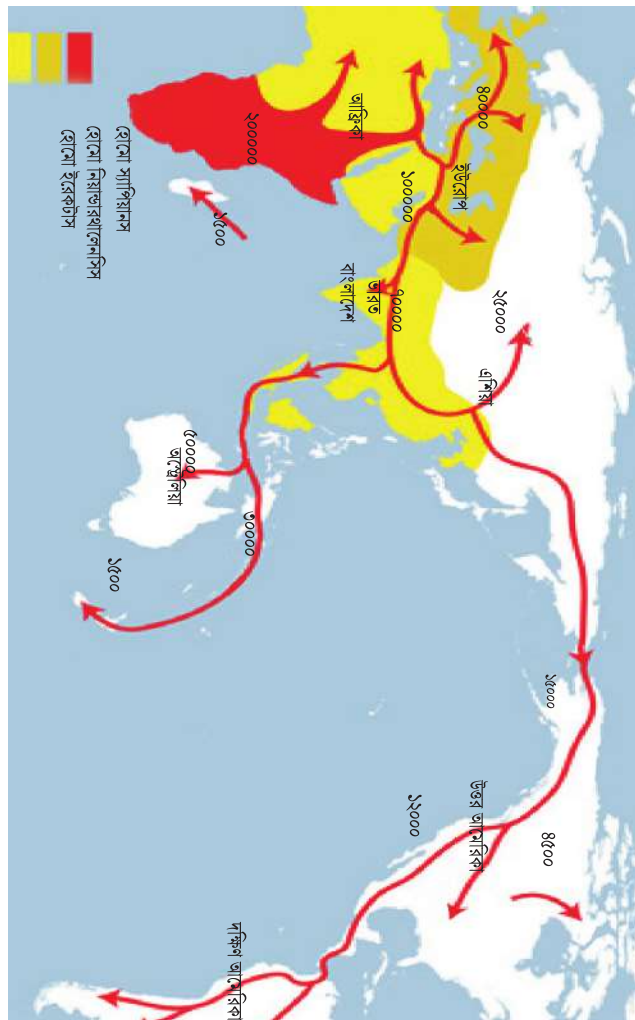 ৪০০০০
ইউরোপ
১০০০০০
আফ্রিকা
২০০০০০
১৫০০
২৫০০০
এশিয়া
৭০০০০
ভারত
বাংলাদেশ
৫০০০০
অস্ট্রেলিয়া
৩০০০০
১৫০০
১৫০০০
৪৫০০
উত্তর আমেরিকা
১২০০০
দক্ষিণ আমেরিকা
হোমো স্যাপিয়ানস
হোমো নিয়াডারথালেনসিস
হোমো ইরেকটাস